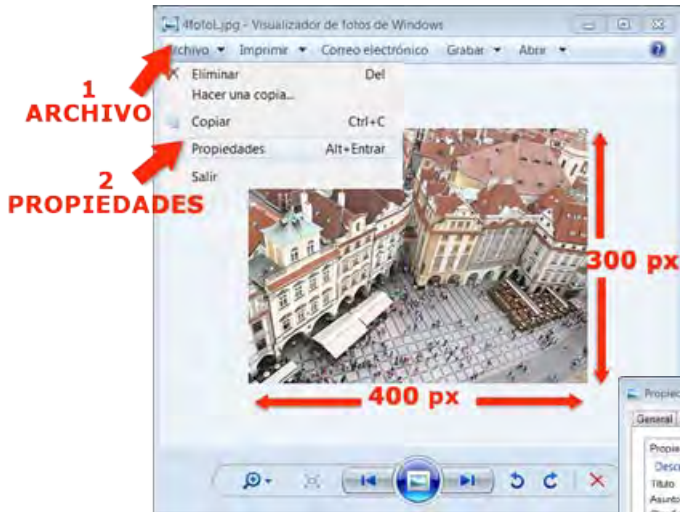 4fotoL.jpg - Visualizador de fotos de Windows
Archivo Imprimir Correo electrónico Grabar Abrir
Eliminar Del
Hacer una copia...
Copiar Ctrl+C
Propiedades Alt+Entrar
Salir
1
ARCHIVO
2
PROPIEDADES
300 px
400 px
General
Título